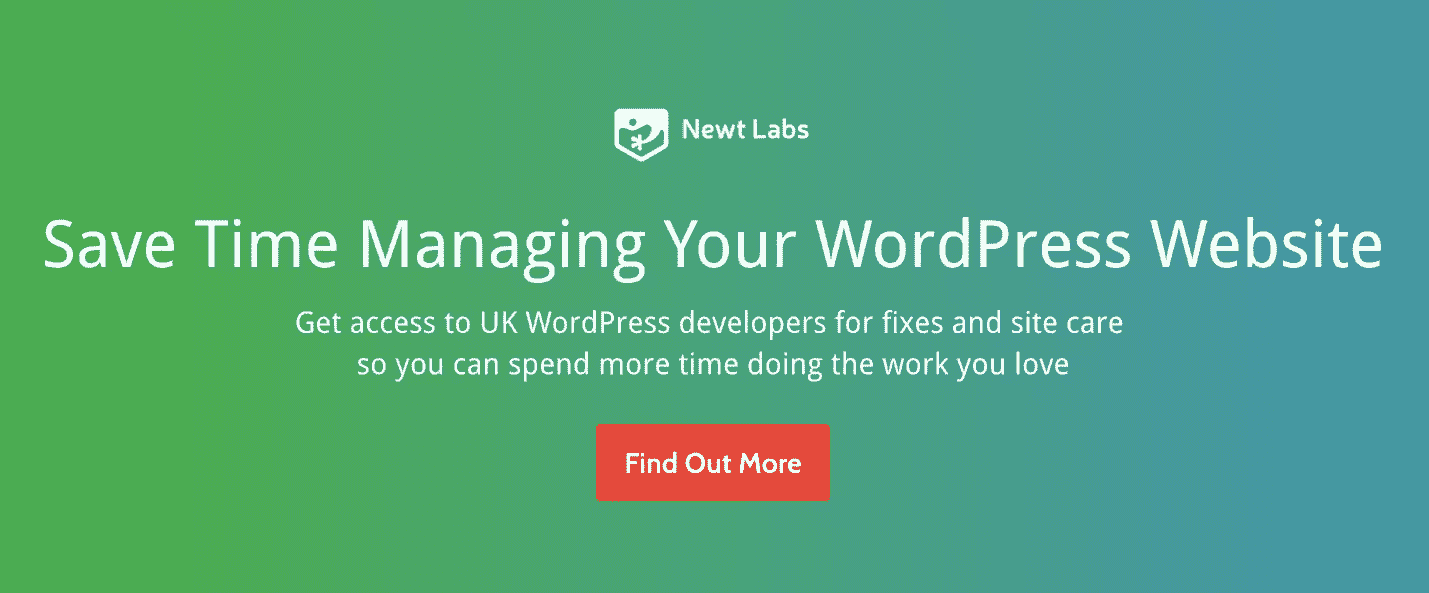 Newt Labs
Save Time Managing Your WordPress Website
Get access to UK WordPress developers for fixes and site care
so you can spend more time doing the work you love
Find Out More